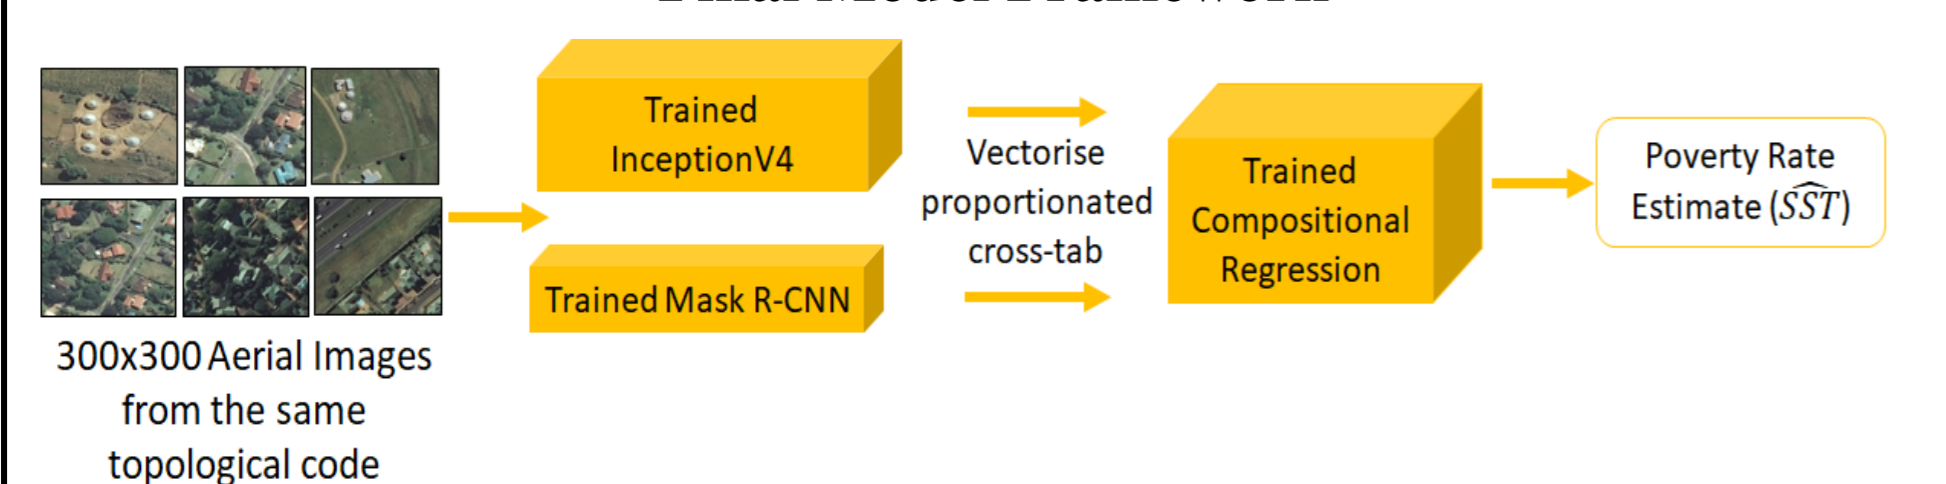 300x300 Aerial Images
from the same
topological code
Trained
InceptionV4
Trained Mask R-CNN
Vectorise
proportionated
cross-tab
Trained
Compositional
Regression
Poverty Rate
Estimate (\(\widehat{SST}\))